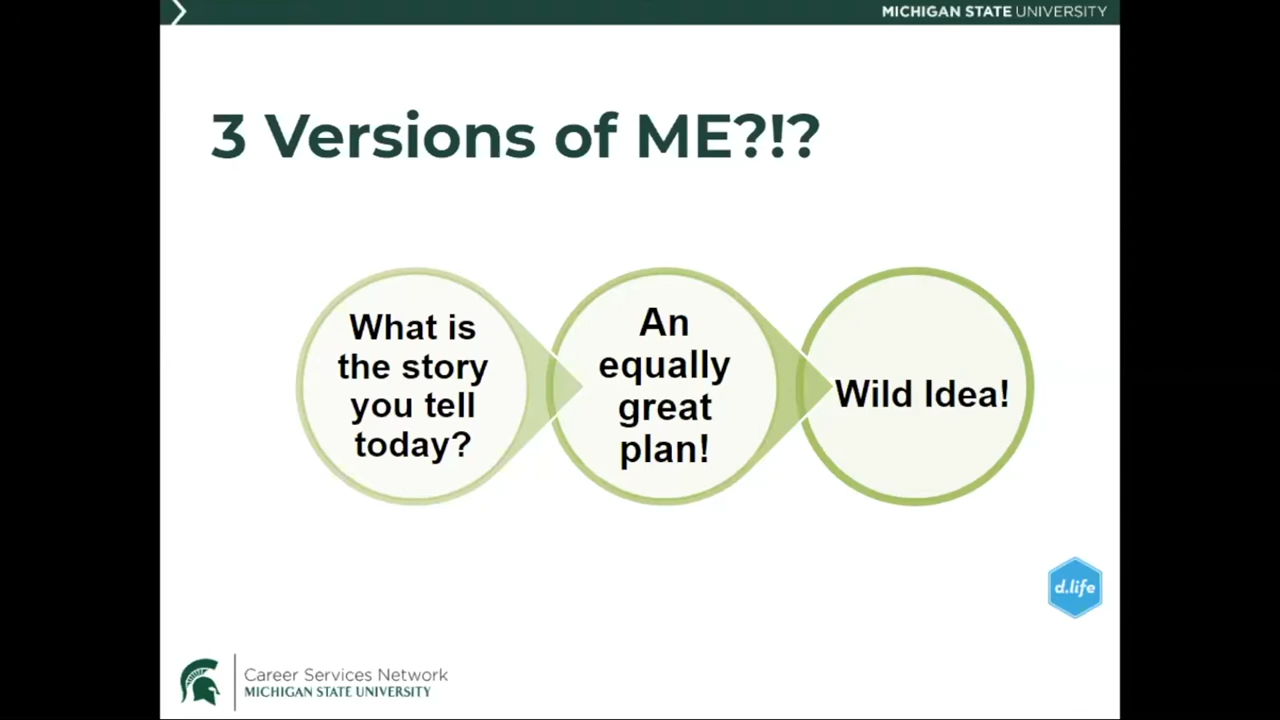 MICHIGAN STATE UNIVERSITY
3 Versions of ME?!?
What is
the story
you tell
today?
An
equally
great
plan!
Wild Idea!
d.life
Career Services Network
MICHIGAN STATE UNIVERSITY